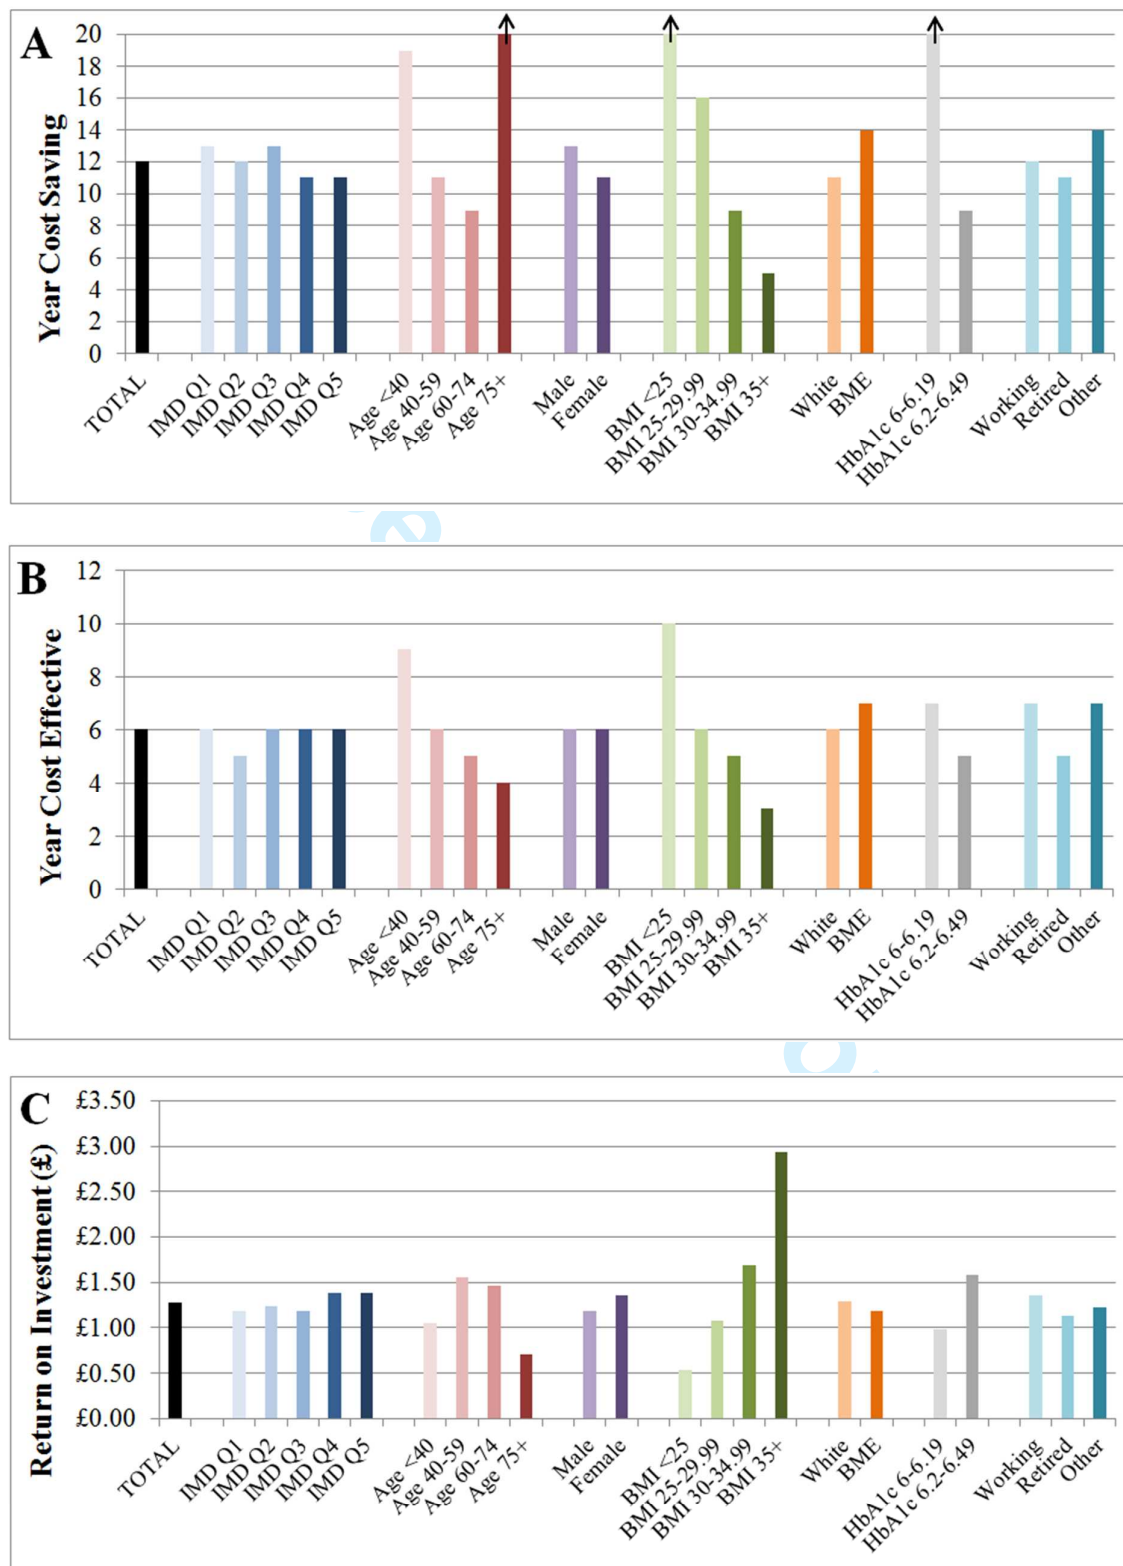 A
Year Cost Saving
20
18
16
14
12
10
8
6
4
2
0
TOTAL
IMD Q1
IMD Q2
IMD Q3
IMD Q4
IMD Q5
Age <40
Age 40-59
Age 60-74
Age 75+
Male
Female
BMI <25
BMI 25-29.99
BMI 30-34.99
BMI 35+
White
BME
HbA1c 6-6.19
HbA1c 6.2-6.49
Working
Retired
Other
B
Year Cost Effective
12
10
8
6
4
2
0
TOTAL
IMD Q1
IMD Q2
IMD Q3
IMD Q4
IMD Q5
Age <40
Age 40-59
Age 60-74
Age 75+
Male
Female
BMI <25
BMI 25-29.99
BMI 30-34.99
BMI 35+
White
BME
HbA1c 6-6.19
HbA1c 6.2-6.49
Working
Retired
Other
C
Return on Investment (£)
£3.50
£3.00
£2.50
£2.00
£1.50
£1.00
£0.50
£0.00
TOTAL
IMD Q1
IMD Q2
IMD Q3
IMD Q4
IMD Q5
Age <40
Age 40-59
Age 60-74
Age 75+
Male
Female
BMI <25
BMI 25-29.99
BMI 30-34.99
BMI 35+
White
BME
HbA1c 6-6.19
HbA1c 6.2-6.49
Working
Retired
Other